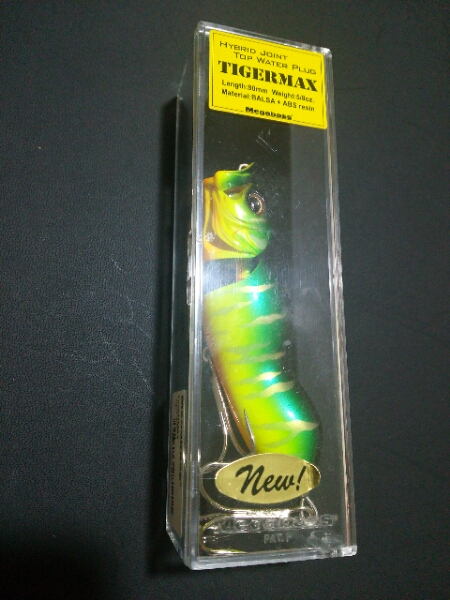 HYBRID JOINT
TOP WATER PLUG
TIGERMAX
Length:90mm Weight:5/8oz.
Material:BALSA + ABS resin
Megabass
New!
PAT.P